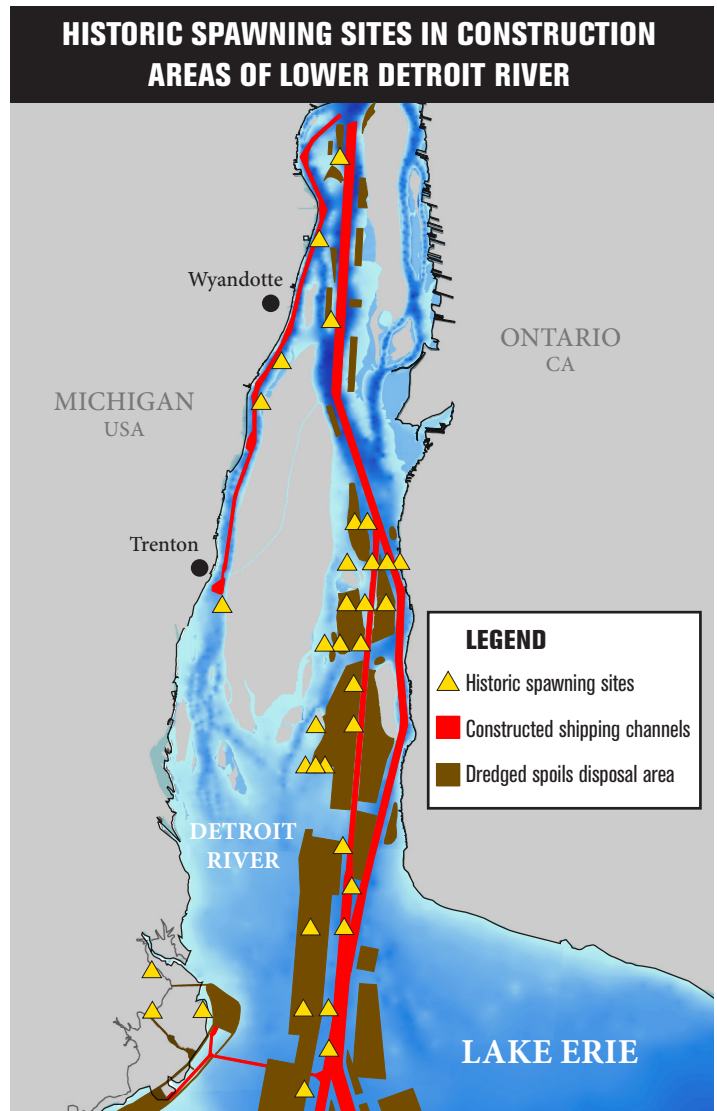 HISTORIC SPAWNING SITES IN CONSTRUCTION
AREAS OF LOWER DETROIT RIVER
Wyandotte
ONTARIO
CA
MICHIGAN
USA
Trenton
LEGEND
Historic spawning sites
Constructed shipping channels
Dredged spoils disposal area
DETROIT
RIVER
LAKE ERIE